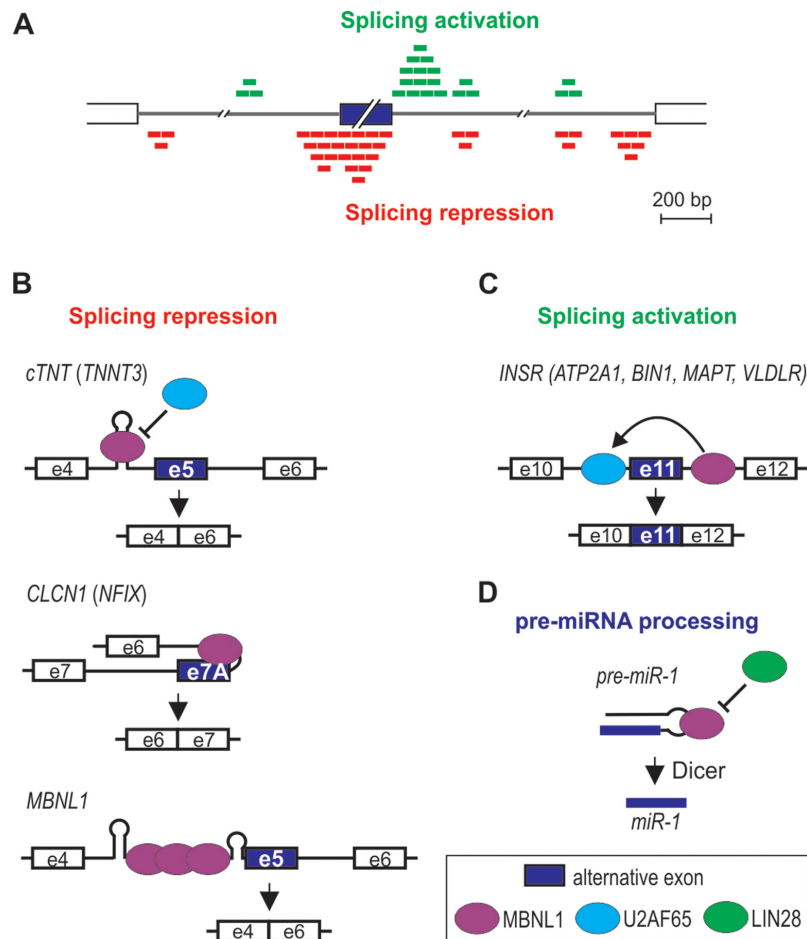 A
Splicing activation
Splicing repression
200 bp
B
Splicing repression
cTNT (TNNT3)
e4 e5 e6
e4 e6
CLCN1 (NFIX)
e6
e7 e7A
e6 e7
MBNL1
e4 e5 e6
e4 e6
C
Splicing activation
INSR (ATP2A1, BIN1, MAPT, VLDLR)
e10 e11 e12
e10 e11 e12
D
pre-miRNA processing
pre-miR-1
Dicer
miR-1
alternative exon
MBNL1 U2AF65 LIN28